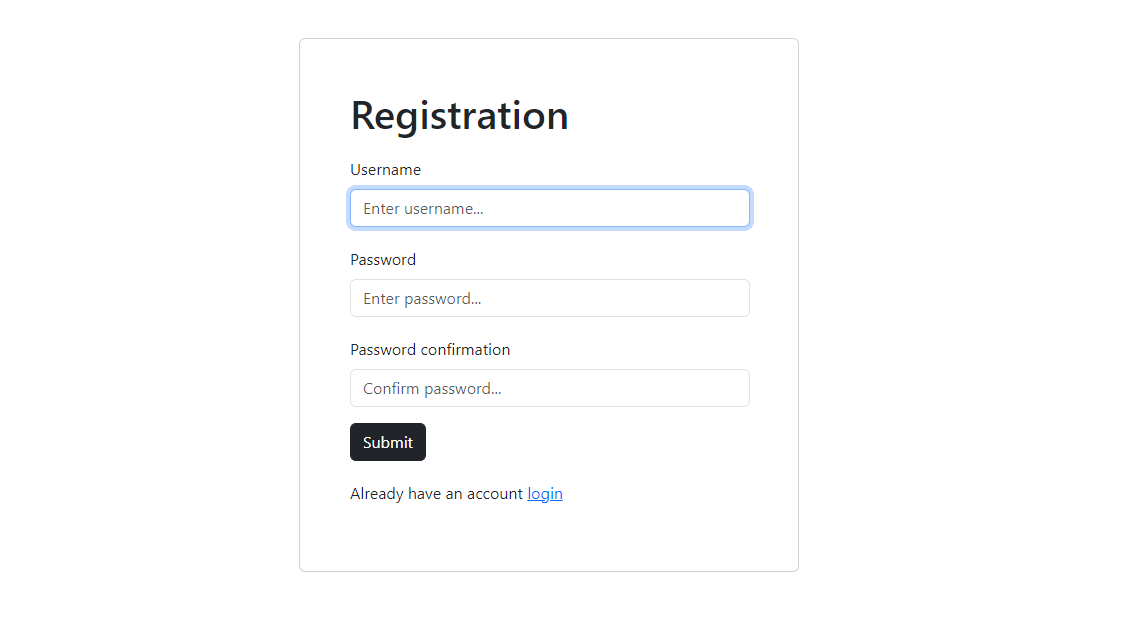 Registration
Username
Enter username...
Password
Enter password...
Password confirmation
Confirm password...
Submit
Already have an account login